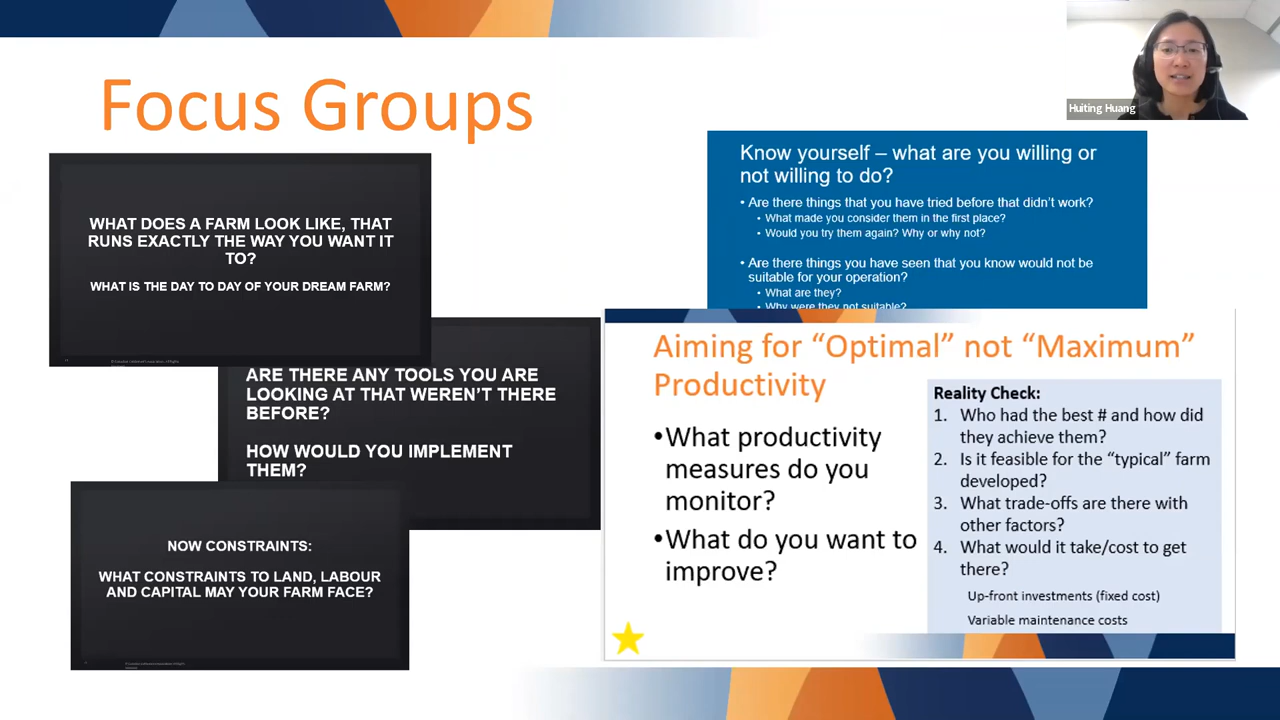 Focus Groups
Huiting Huang
WHAT DOES A FARM LOOK LIKE, THAT
RUNS EXACTLY THE WAY YOU WANT IT
TO?
WHAT IS THE DAY TO DAY OF YOUR DREAM FARM?
ARE THERE ANY TOOLS YOU ARE
LOOKING AT THAT WEREN'T THERE
BEFORE?
HOW WOULD YOU IMPLEMENT
THEM?
NOW CONSTRAINTS:
WHAT CONSTRAINTS TO LAND, LABOUR
AND CAPITAL MAY YOUR FARM FACE?
Know yourself – what are you willing or
not willing to do?
• Are there things that you have tried before that didn't work?
• What made you consider them in the first place?
• Would you try them again? Why or why not?
• Are there things you have seen that you know would not be
suitable for your operation?
• What are they?
• Why were they not suitable?
Aiming for “Optimal” not “Maximum”
Productivity
•What productivity
measures do you
monitor?
•What do you want to
improve?
Reality Check:
1. Who had the best # and how did
they achieve them?
2. Is it feasible for the “typical” farm
developed?
3. What trade-offs are there with
other factors?
4. What would it take/cost to get
there?
Up-front investments (fixed cost)
Variable maintenance costs